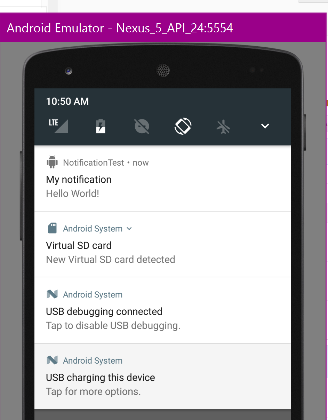 Android Emulator - Nexus_5_API_24:5554
10:50 AM
LTE
NotificationTest • now
My notification
Hello World!
Android System
Virtual SD card
New Virtual SD card detected
Android System
USB debugging connected
Tap to disable USB debugging.
Android System
USB charging this device
Tap for more options.